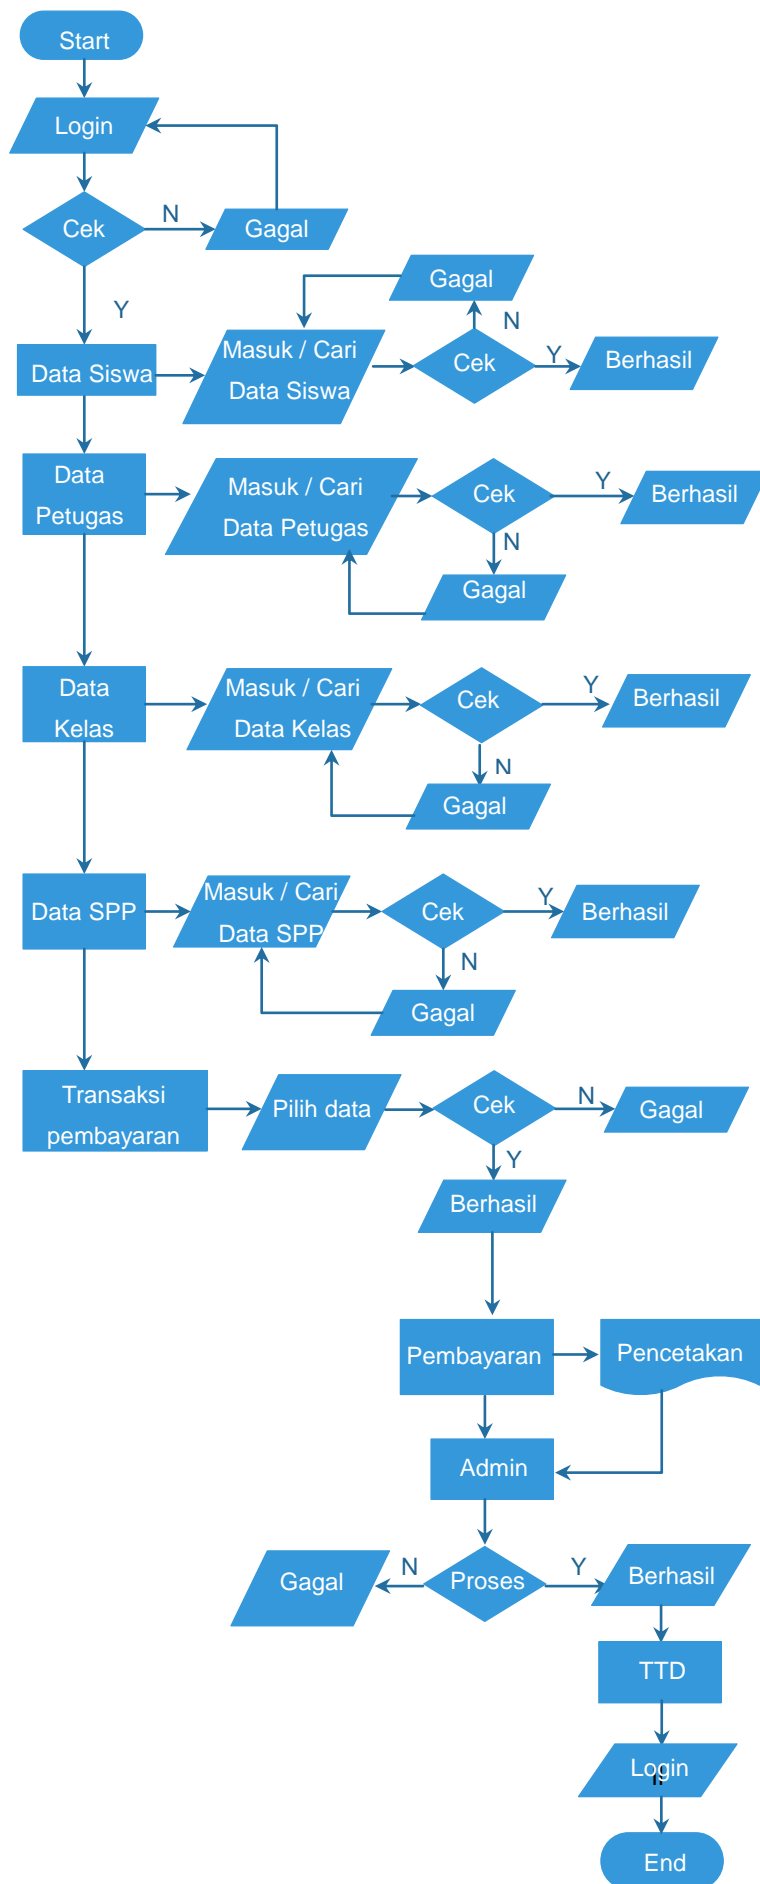 Start
Login
Cek
N
Gagal
Y
Gagal
N
Masuk / Cari
Data Siswa
Cek
Y
Berhasil
Data Siswa
Data
Petugas
Masuk / Cari
Data Petugas
Cek
Y
Berhasil
N
Gagal
Data
Kelas
Masuk / Cari
Data Kelas
Cek
Y
Berhasil
N
Gagal
Data SPP
Masuk / Cari
Data SPP
Cek
Y
Berhasil
N
Gagal
Transaksi
pembayaran
Pilih data
Cek
N
Gagal
Y
Berhasil
Pembayaran
Pencetakan
Admin
Gagal
N
Proses
Y
Berhasil
TTD
Login
End